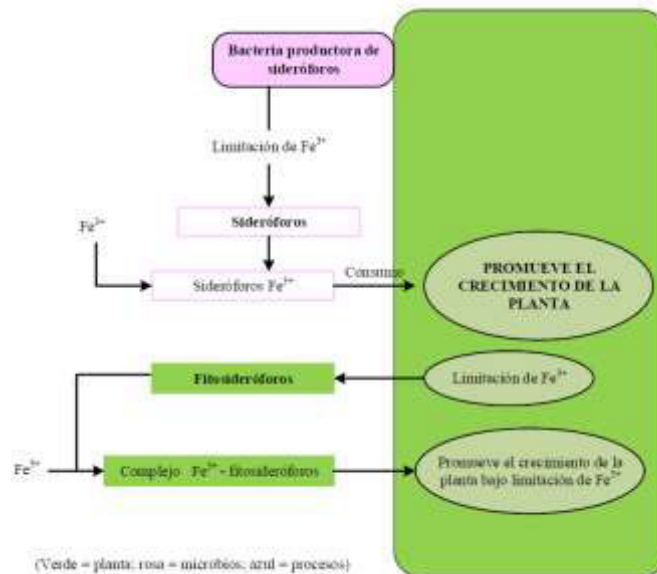 Bacteria productora de
sideróforos
Limitación de Fe³⁺
Sideróforos
Fe³⁺
Sideróforos Fe³⁺
Consumo
PROMUEVE EL
CRECIMIENTO DE LA
PLANTA
Fitosideróforos
Limitación de Fe³⁺
Fe³⁺
Complejo Fe³⁺ - fitosideróforos
Promueve el crecimiento de la
planta bajo limitación de Fe³⁺
(Verde = planta; rosa = microbios; azul = procesos)